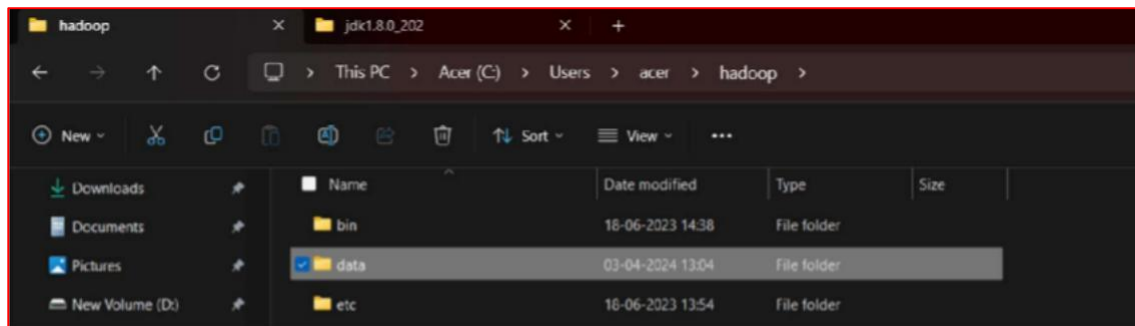 hadoop
jdk1.8.0_202
This PC > Acer (C:) > Users > acer > hadoop >
New
Sort
View
Downloads
Documents
Pictures
New Volume (D:)
Name Date modified Type Size
bin 18-06-2023 14:38 File folder
data 03-04-2024 13:04 File folder
etc 18-06-2023 13:54 File folder